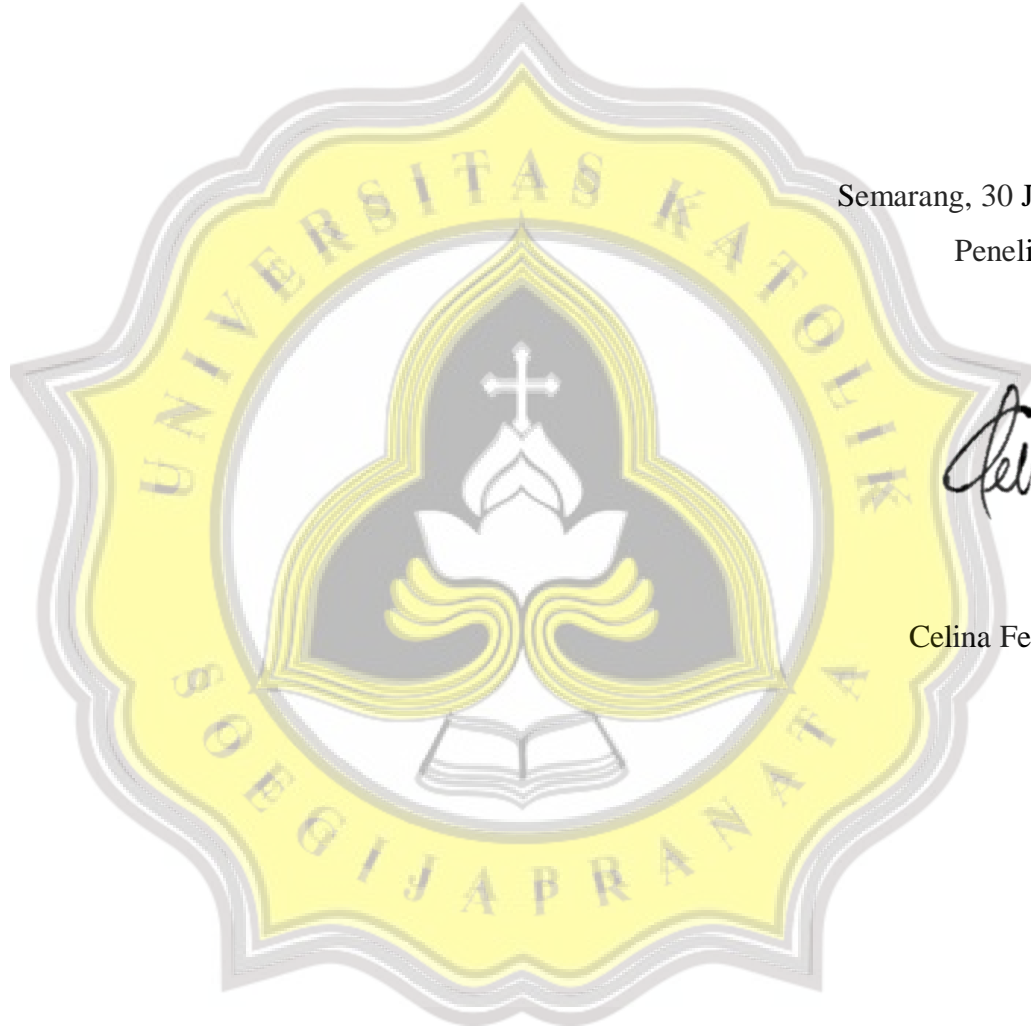 UNIVERSITAS KATOLIK
Semarang, 30 J
Peneli
Celina Fe
SOEGIJAPRANATA